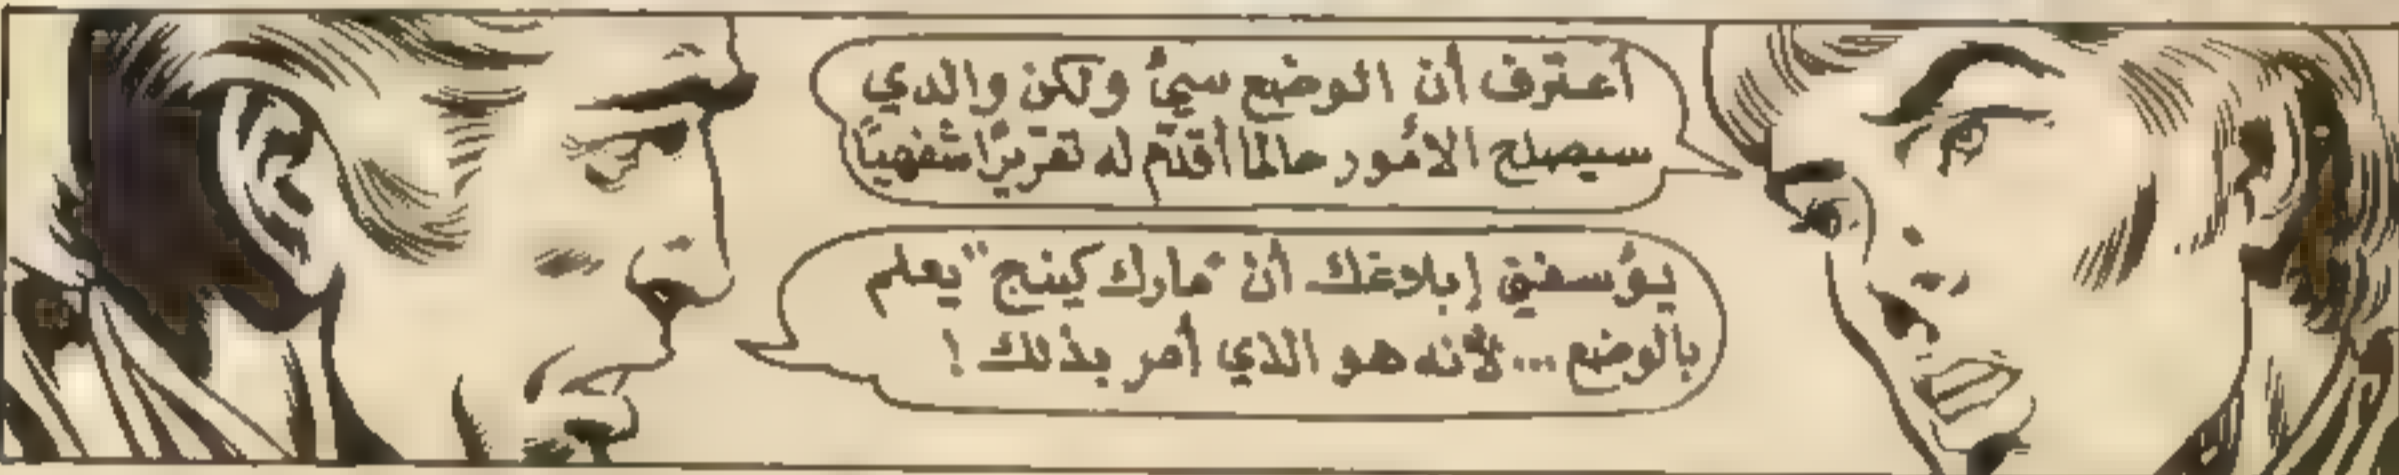 أعترف أن الوضع سيئ ولكن والدي
سيصلح الأمور حالما أقدّم له تقريرًا شفهيًا
يؤسفني إبلاغك أن "مارك كينج" يعلم
بالوضع ... لأنه هو الذي أمر بذلك !